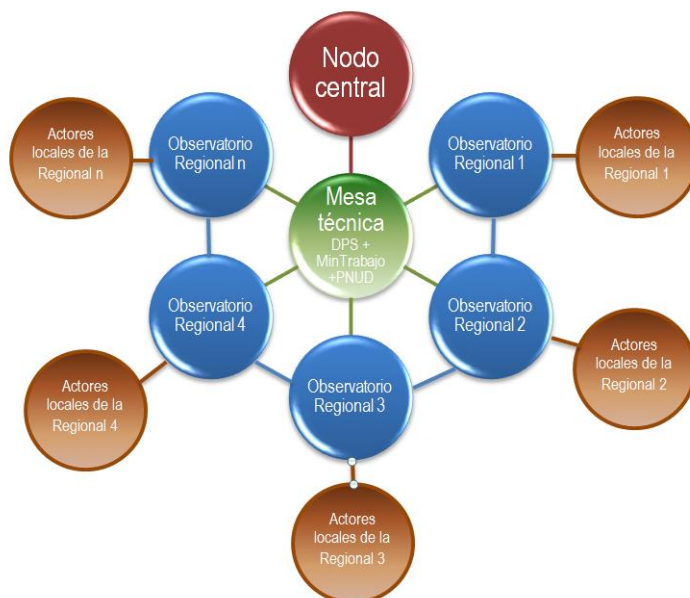 Nodo
central
Actores
locales de la
Regional n
Observatorio
Regional n
Observatorio
Regional 1
Actores
locales de la
Regional 1
Mesa
técnica
DPS +
MinTrabajo
+PNUD
Observatorio
Regional 4
Observatorio
Regional 2
Actores
locales de la
Regional 4
Observatorio
Regional 3
Actores
locales de la
Regional 2
Actores
locales de la
Regional 3